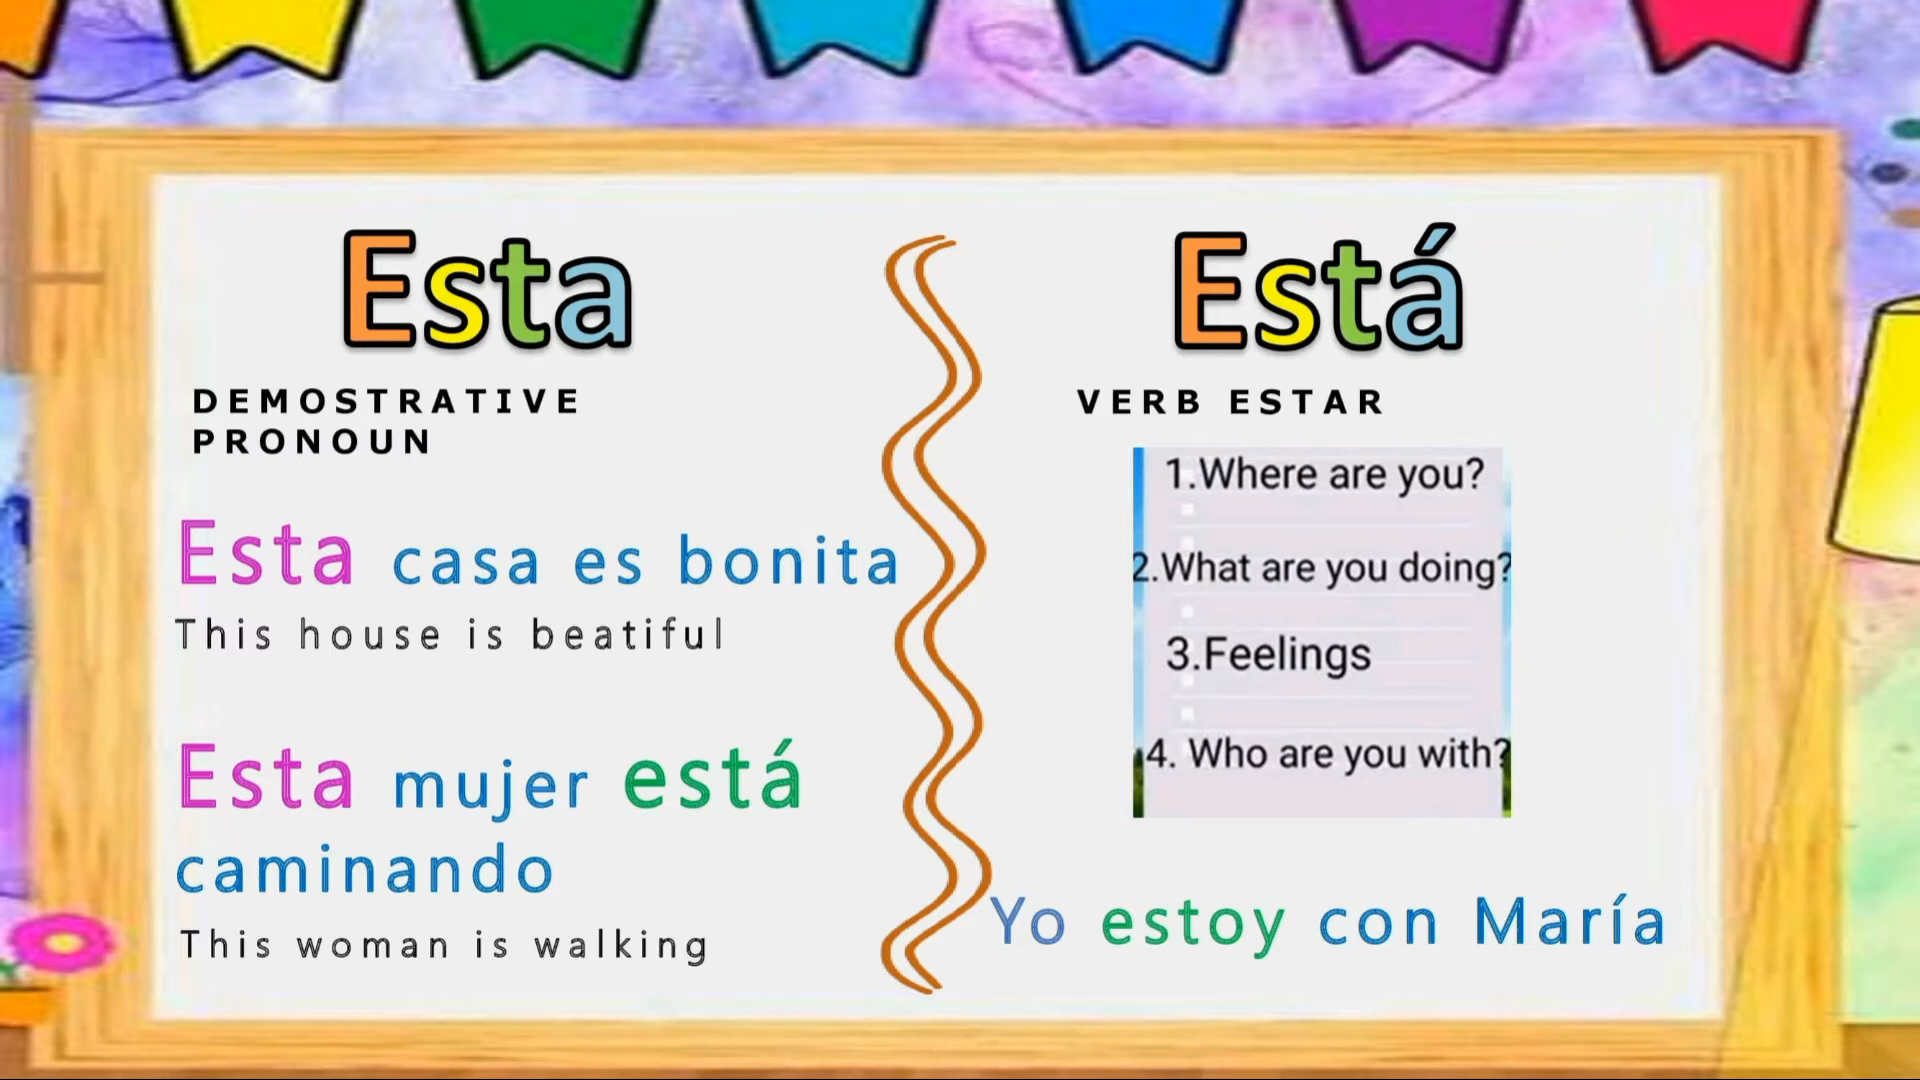 Esta
DEMOSTRATIVE
PRONOUN
Esta casa es bonita
This house is beatiful
Esta mujer está
caminando
This woman is walking
Está
VERB ESTAR
1.Where are you?
2.What are you doing?
3.Feelings
4. Who are you with?
Yo estoy con María